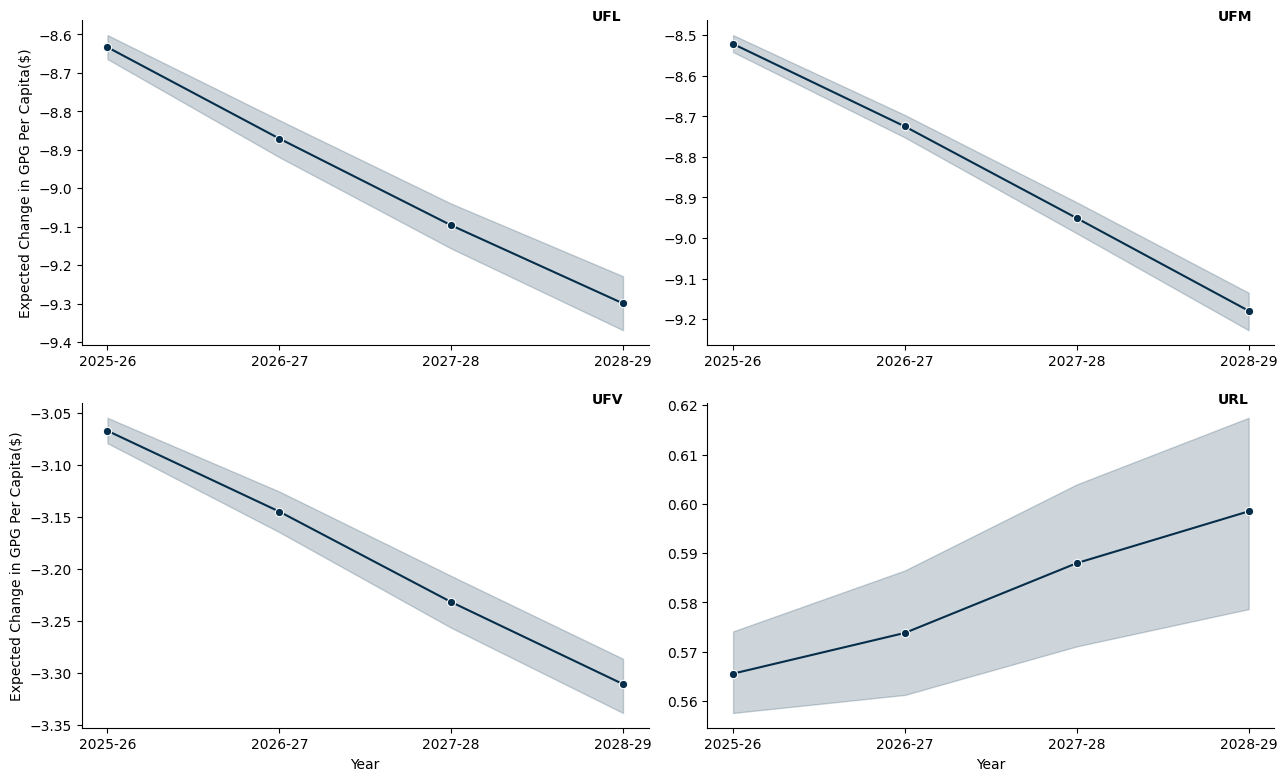 UFL
Expected Change in GPG Per Capita($)
−8.6
−8.7
−8.8
−8.9
−9.0
−9.1
−9.2
−9.3
−9.4
2025-26 2026-27 2027-28 2028-29
UFM
−8.5
−8.6
−8.7
−8.8
−8.9
−9.0
−9.1
−9.2
2025-26 2026-27 2027-28 2028-29
UFV
Expected Change in GPG Per Capita($)
−3.05
−3.10
−3.15
−3.20
−3.25
−3.30
−3.35
2025-26 2026-27 2027-28 2028-29
Year
URL
0.62
0.61
0.60
0.59
0.58
0.57
0.56
2025-26 2026-27 2027-28 2028-29
Year